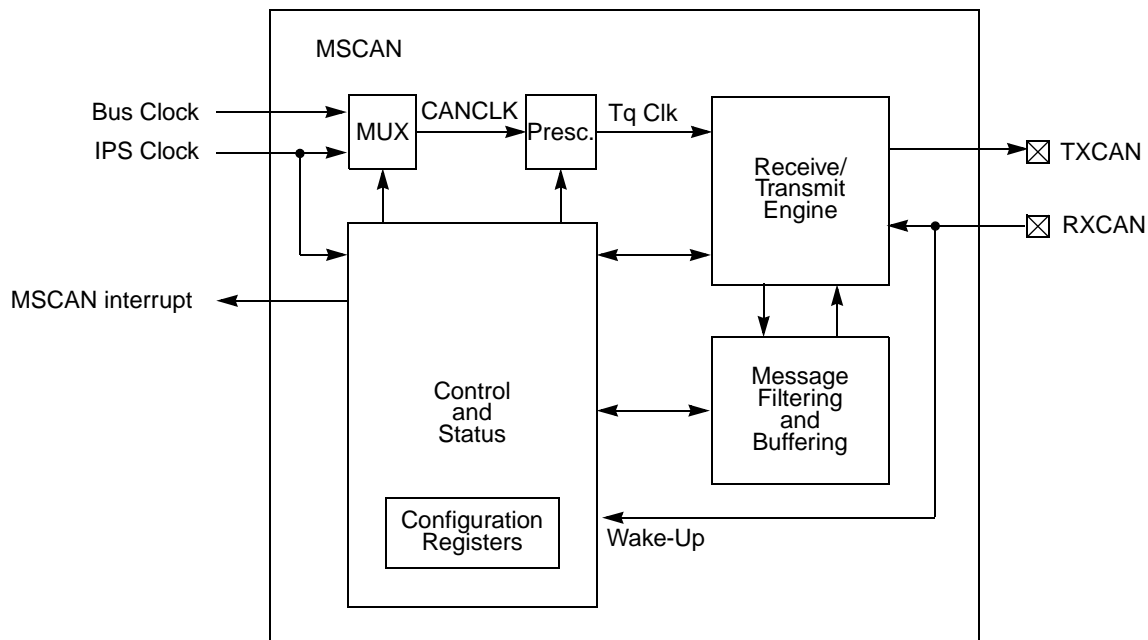 MSCAN
Bus Clock
MUX
CANCLK
Presc.
Tq Clk
IPS Clock
Receive/
Transmit
Engine
TXCAN
RXCAN
MSCAN interrupt
Control
and
Status
Message
Filtering
and
Buffering
Configuration
Registers
Wake-Up